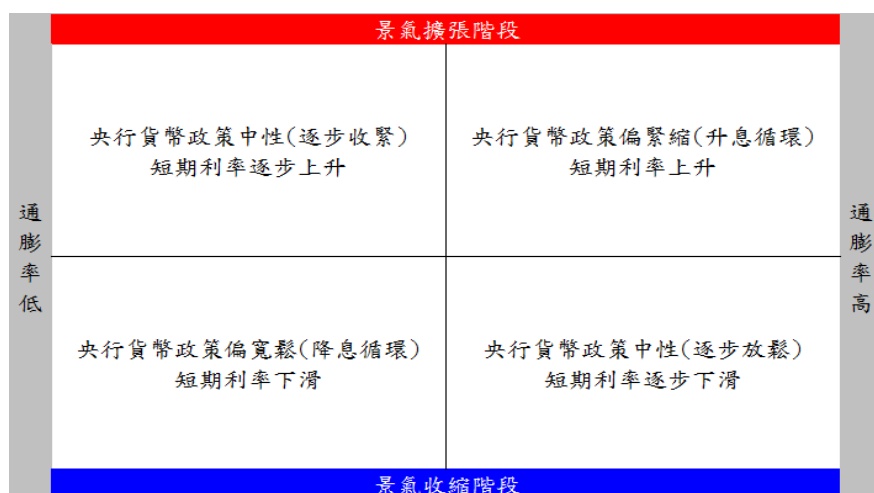 景氣擴張階段
央行貨幣政策中性(逐步收緊)
短期利率逐步上升
央行貨幣政策偏緊縮(升息循環)
短期利率上升
通膨率低
通膨率高
央行貨幣政策偏寬鬆(降息循環)
短期利率下滑
央行貨幣政策中性(逐步放鬆)
短期利率逐步下滑
景氣收縮階段